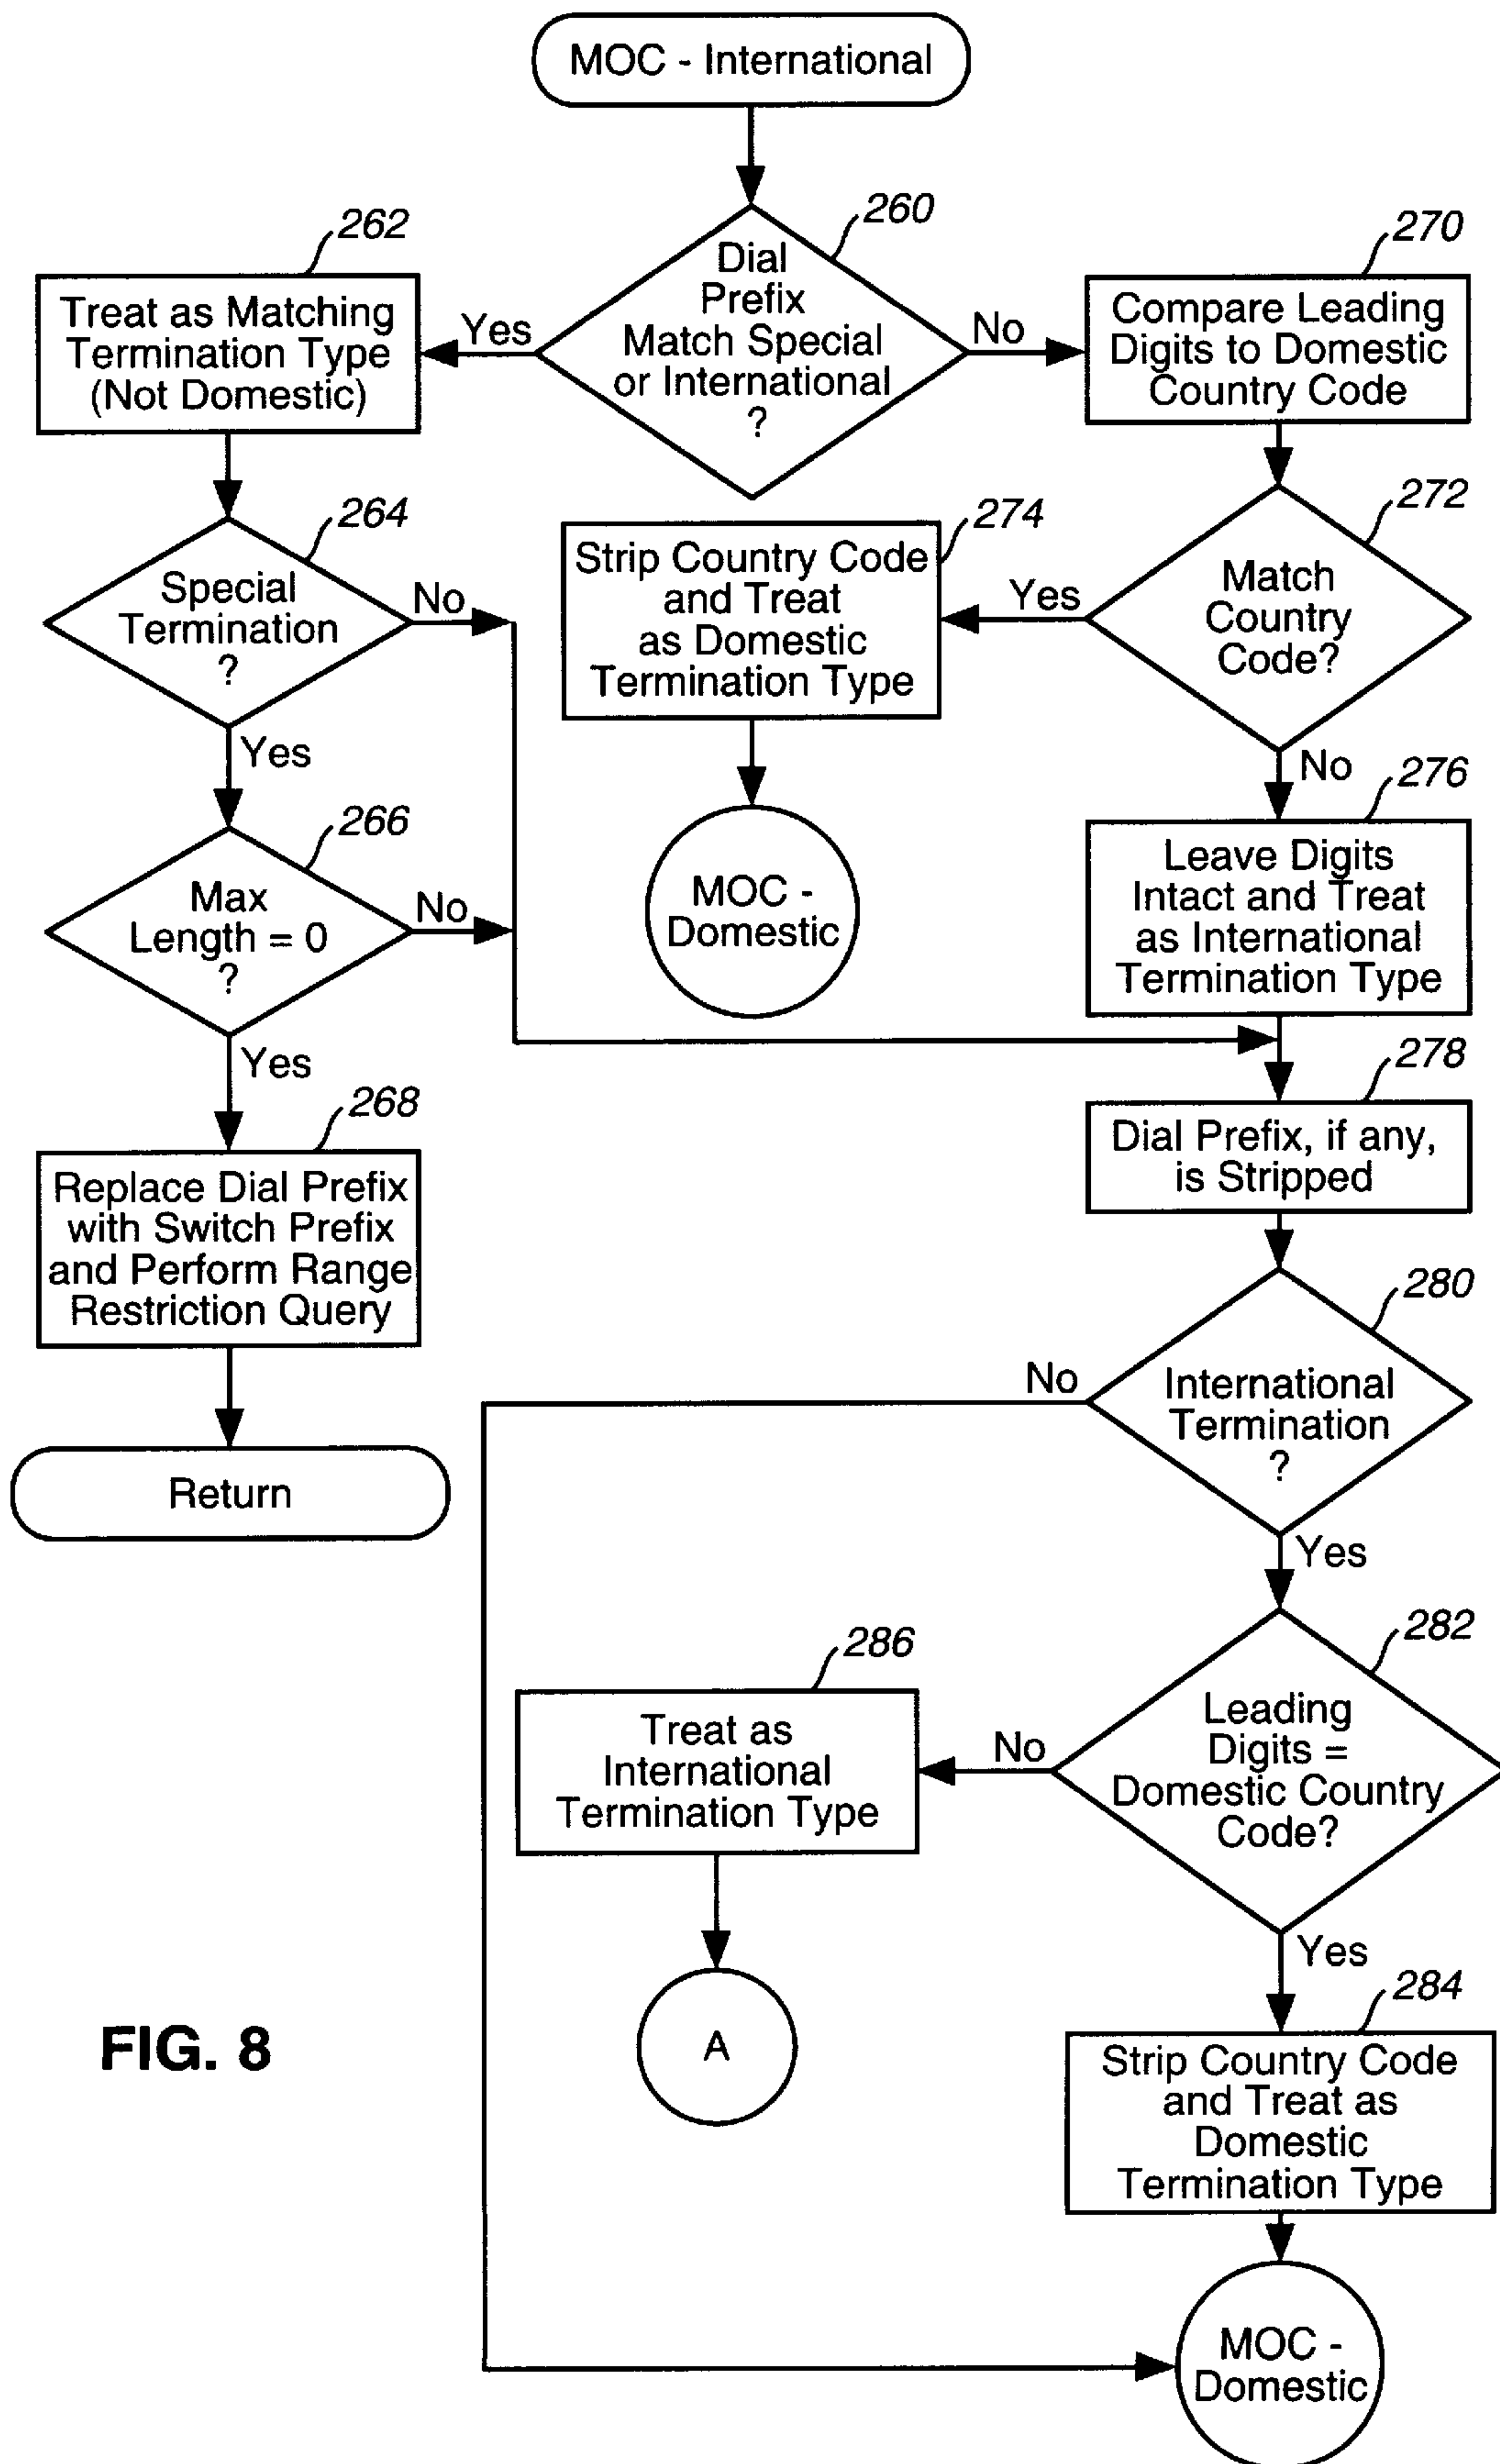 MOC - International
260
Dial
Prefix
Match Special
or International
?
Yes
No
262
Treat as Matching
Termination Type
(Not Domestic)
270
Compare Leading
Digits to Domestic
Country Code
264
Special
Termination
?
No
Yes
274
Strip Country Code
and Treat
as Domestic
Termination Type
272
Match
Country
Code?
Yes
No
MOC -
Domestic
266
Max
Length = 0
?
No
Yes
276
Leave Digits
Intact and Treat
as International
Termination Type
268
Replace Dial Prefix
with Switch Prefix
and Perform Range
Restriction Query
Return
278
Dial Prefix, if any,
is Stripped
280
International
Termination
?
No
Yes
282
Leading
Digits =
Domestic Country
Code?
No
Yes
286
Treat as
International
Termination Type
A
284
Strip Country Code
and Treat as
Domestic
Termination Type
MOC -
Domestic
FIG. 8